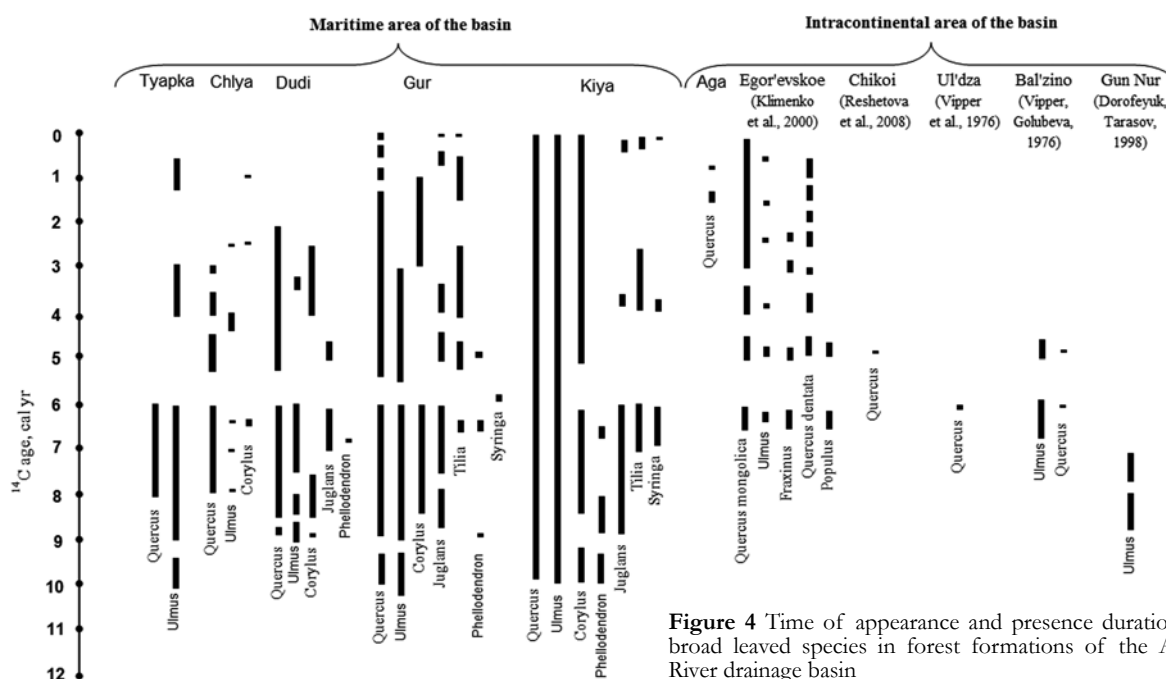 Maritime area of the basin
Intracontinental area of the basin
Tyapka
Chlya
Dudi
Gur
Kiya
Aga
Egor'evskoe
(Klimenko
et al., 2000)
Chikoi
(Reshetova
et al., 2008)
Ul'dza
(Vipper
et al., 1976)
Bal'zino
(Vipper,
Golubeva,
1976)
Gun Nur
(Dorofeyuk,
Tarasov,
1998)
14C age, cal yr
0
1
2
3
4
5
6
7
8
9
10
11
12
Quercus
Ulmus
Quercus
Ulmus
Corylus
Quercus
Ulmus
Corylus
Juglans
Phellodendron
Quercus
Ulmus
Corylus
Juglans
Tilia
Phellodendron
Syringa
Quercus
Ulmus
Corylus
Phellodendron
Juglans
Tilia
Syringa
Quercus
Quercus mongolica
Ulmus
Fraxinus
Quercus dentata
Populus
Quercus
Quercus
Ulmus
Quercus
Ulmus
Figure 4 Time of appearance and presence duration
broad leaved species in forest formations of the A
River drainage basin